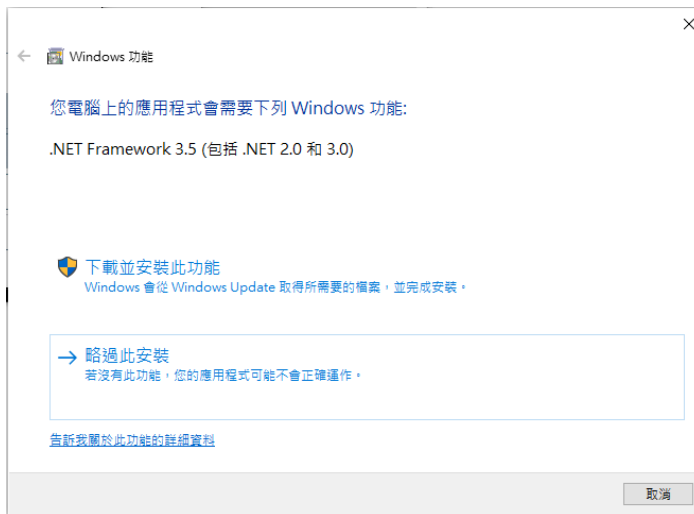 Windows 功能
您電腦上的應用程式會需要下列 Windows 功能:
.NET Framework 3.5 (包括 .NET 2.0 和 3.0)
下載並安裝此功能
Windows 會從 Windows Update 取得所需要的檔案，並完成安裝。
略過此安裝
若沒有此功能，您的應用程式可能不會正確運作。
告訴我關於此功能的詳細資料
取消